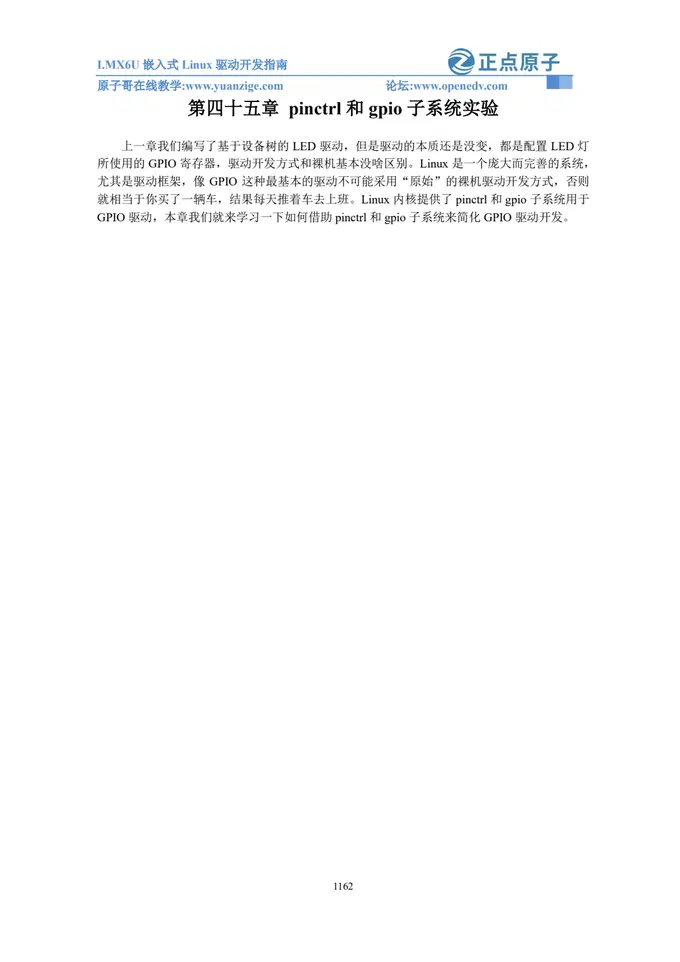 I.MX6U 嵌入式 Linux 驱动开发指南
正点原子
原子哥在线教学:www.yuanzige.com 论坛:www.openedv.com
第四十五章 pinctrl 和 gpio 子系统实验
上一章我们编写了基于设备树的 LED 驱动，但是驱动的本质还是没变，都是配置 LED 灯
所使用的 GPIO 寄存器，驱动开发方式和裸机基本没啥区别。Linux 是一个庞大而完善的系统，
尤其是驱动框架，像 GPIO 这种最基本的驱动不可能采用“原始”的裸机驱动开发方式，否则
就相当于你买了一辆车，结果每天推着车去上班。Linux 内核提供了 pinctrl 和 gpio 子系统用于
GPIO 驱动，本章我们就来学习一下如何借助 pinctrl 和 gpio 子系统来简化 GPIO 驱动开发。
1162